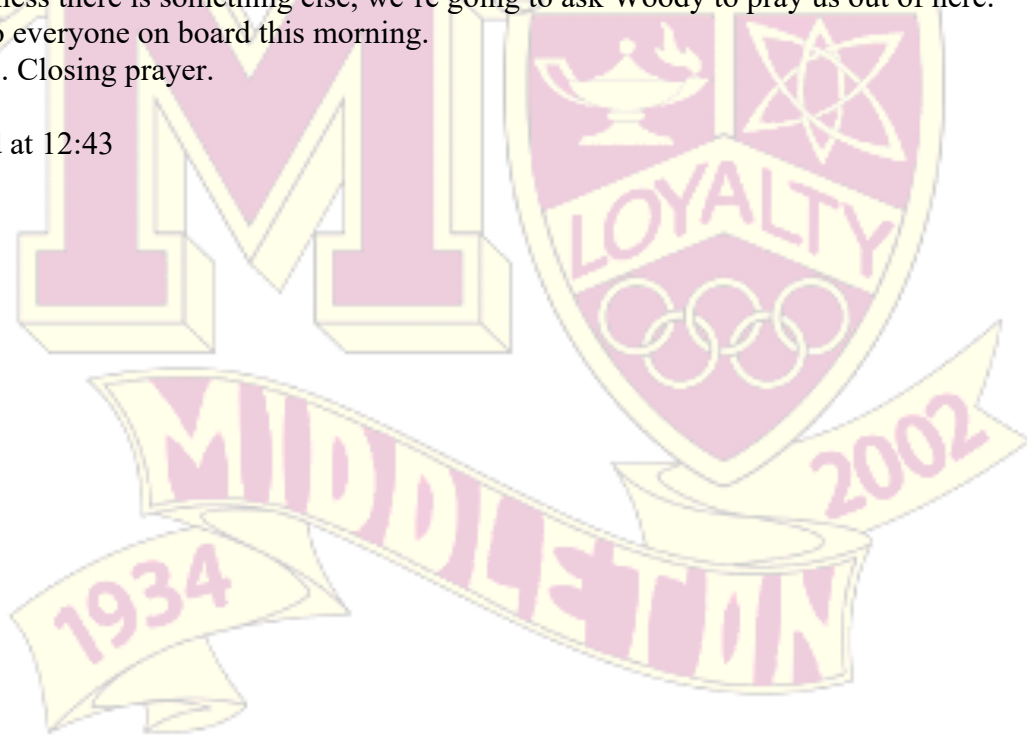 there is something else, we're going to ask Woody to pray us out of here.
everyone on board this morning.
. Closing prayer.
at 12:43
M
LOYALTY
MIDDLETON
2002
1934